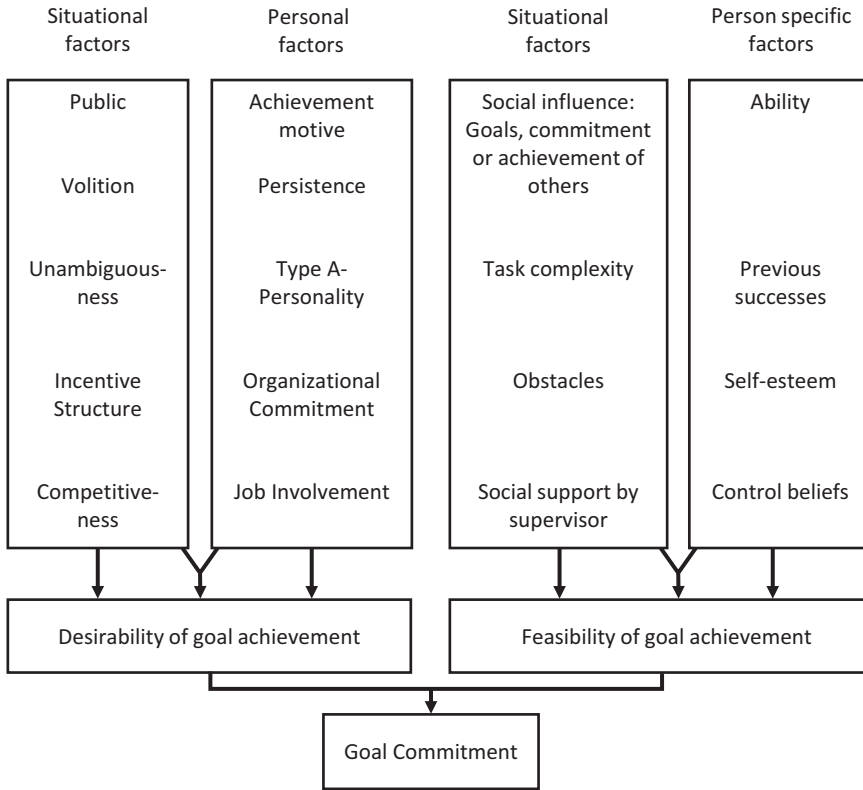 Situational
factors
Personal
factors
Situational
factors
Person specific
factors
Public
Volition
Unambiguous-
ness
Incentive
Structure
Competitive-
ness
Achievement
motive
Persistence
Type A-
Personality
Organizational
Commitment
Job Involvement
Social influence:
Goals, commitment
or achievement of
others
Task complexity
Obstacles
Social support by
supervisor
Ability
Previous
successes
Self-esteem
Control beliefs
Desirability of goal achievement
Feasibility of goal achievement
Goal Commitment